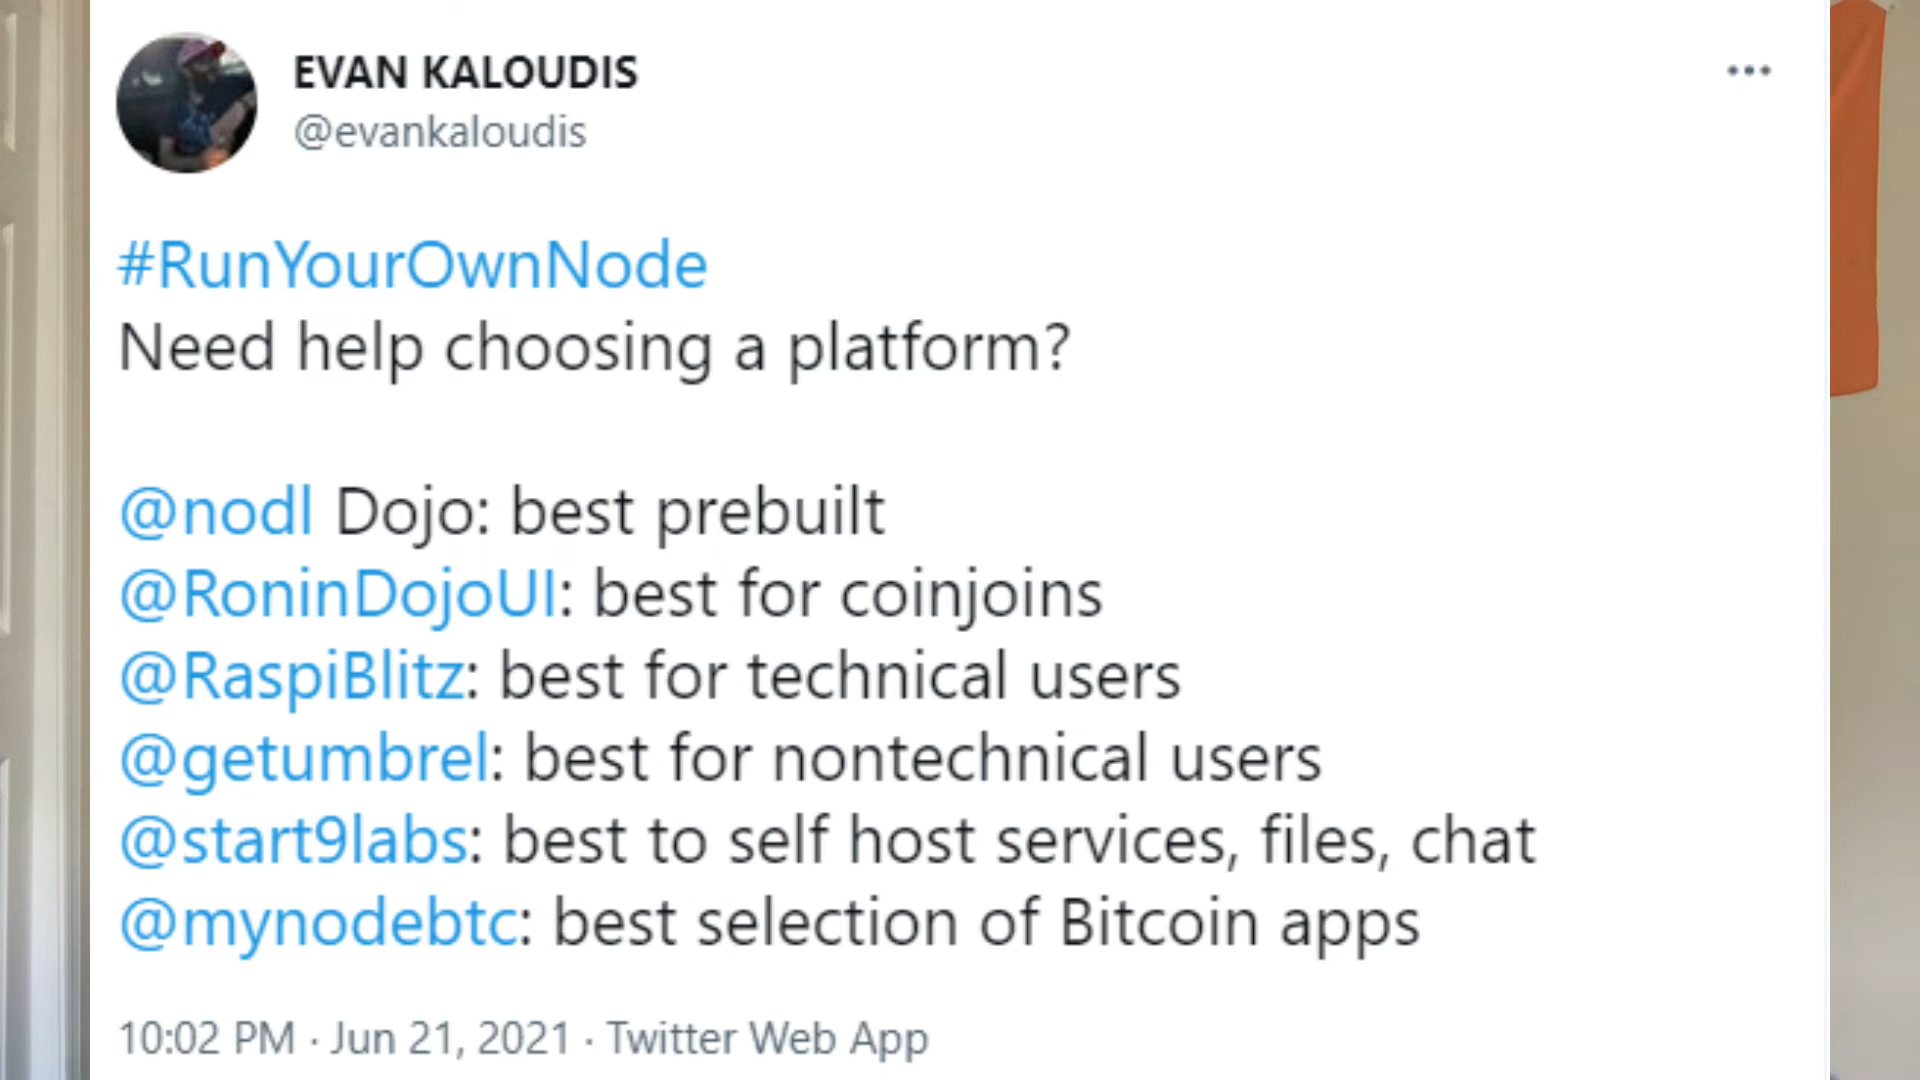 EVAN KALOUDIS
@evankaloudis
#RunYourOwnNode
Need help choosing a platform?
@nodl Dojo: best prebuilt
@RoninDojoUI: best for coinjoins
@RaspiBlitz: best for technical users
@getumbrel: best for nontechnical users
@start9labs: best to self host services, files, chat
@mynodebtc: best selection of Bitcoin apps
10:02 PM · Jun 21, 2021 · Twitter Web App